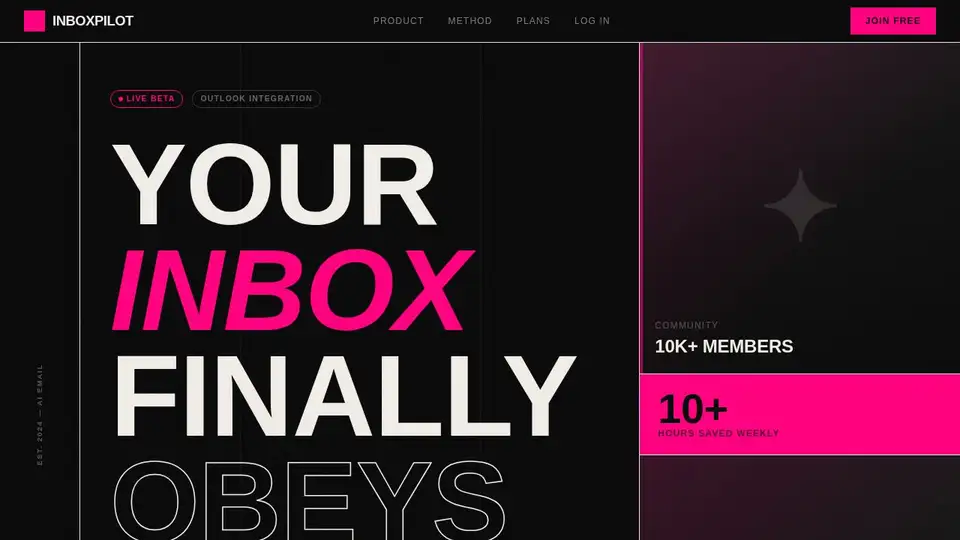 INBOXPILOT
PRODUCT METHOD PLANS LOG IN
JOIN FREE
LIVE BETA
OUTLOOK INTEGRATION
YOUR
INBOX
FINALLY
OBEYS
EST. 2024 — AI EMAIL
COMMUNITY
10K+ MEMBERS
10+
HOURS SAVED WEEKLY